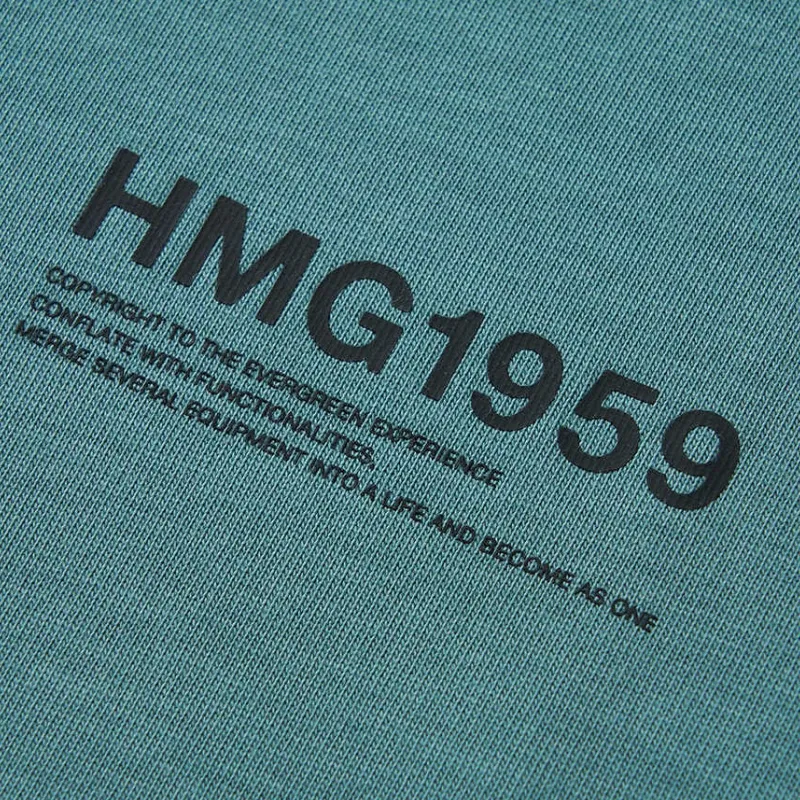 HMG1959
COPYRIGHT TO THE EVERGREEN EXPERIENCE
CONFLATE WITH FUNCTIONALITIES,
MERGE SEVERAL EQUIPMENT INTO A LIFE AND BECOME AS ONE